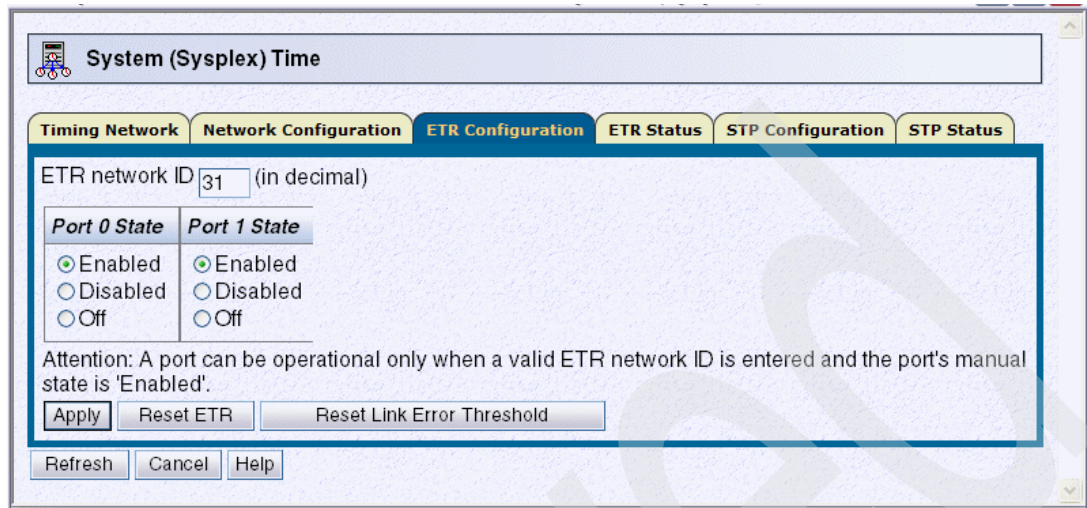 System (Sysplex) Time
Timing Network Network Configuration ETR Configuration ETR Status STP Configuration STP Status
ETR network ID 31 (in decimal)
Port 0 State Port 1 State
Enabled Enabled
Disabled Disabled
Off Off
Attention: A port can be operational only when a valid ETR network ID is entered and the port's manual
state is 'Enabled'.
Apply Reset ETR Reset Link Error Threshold
Refresh Cancel Help